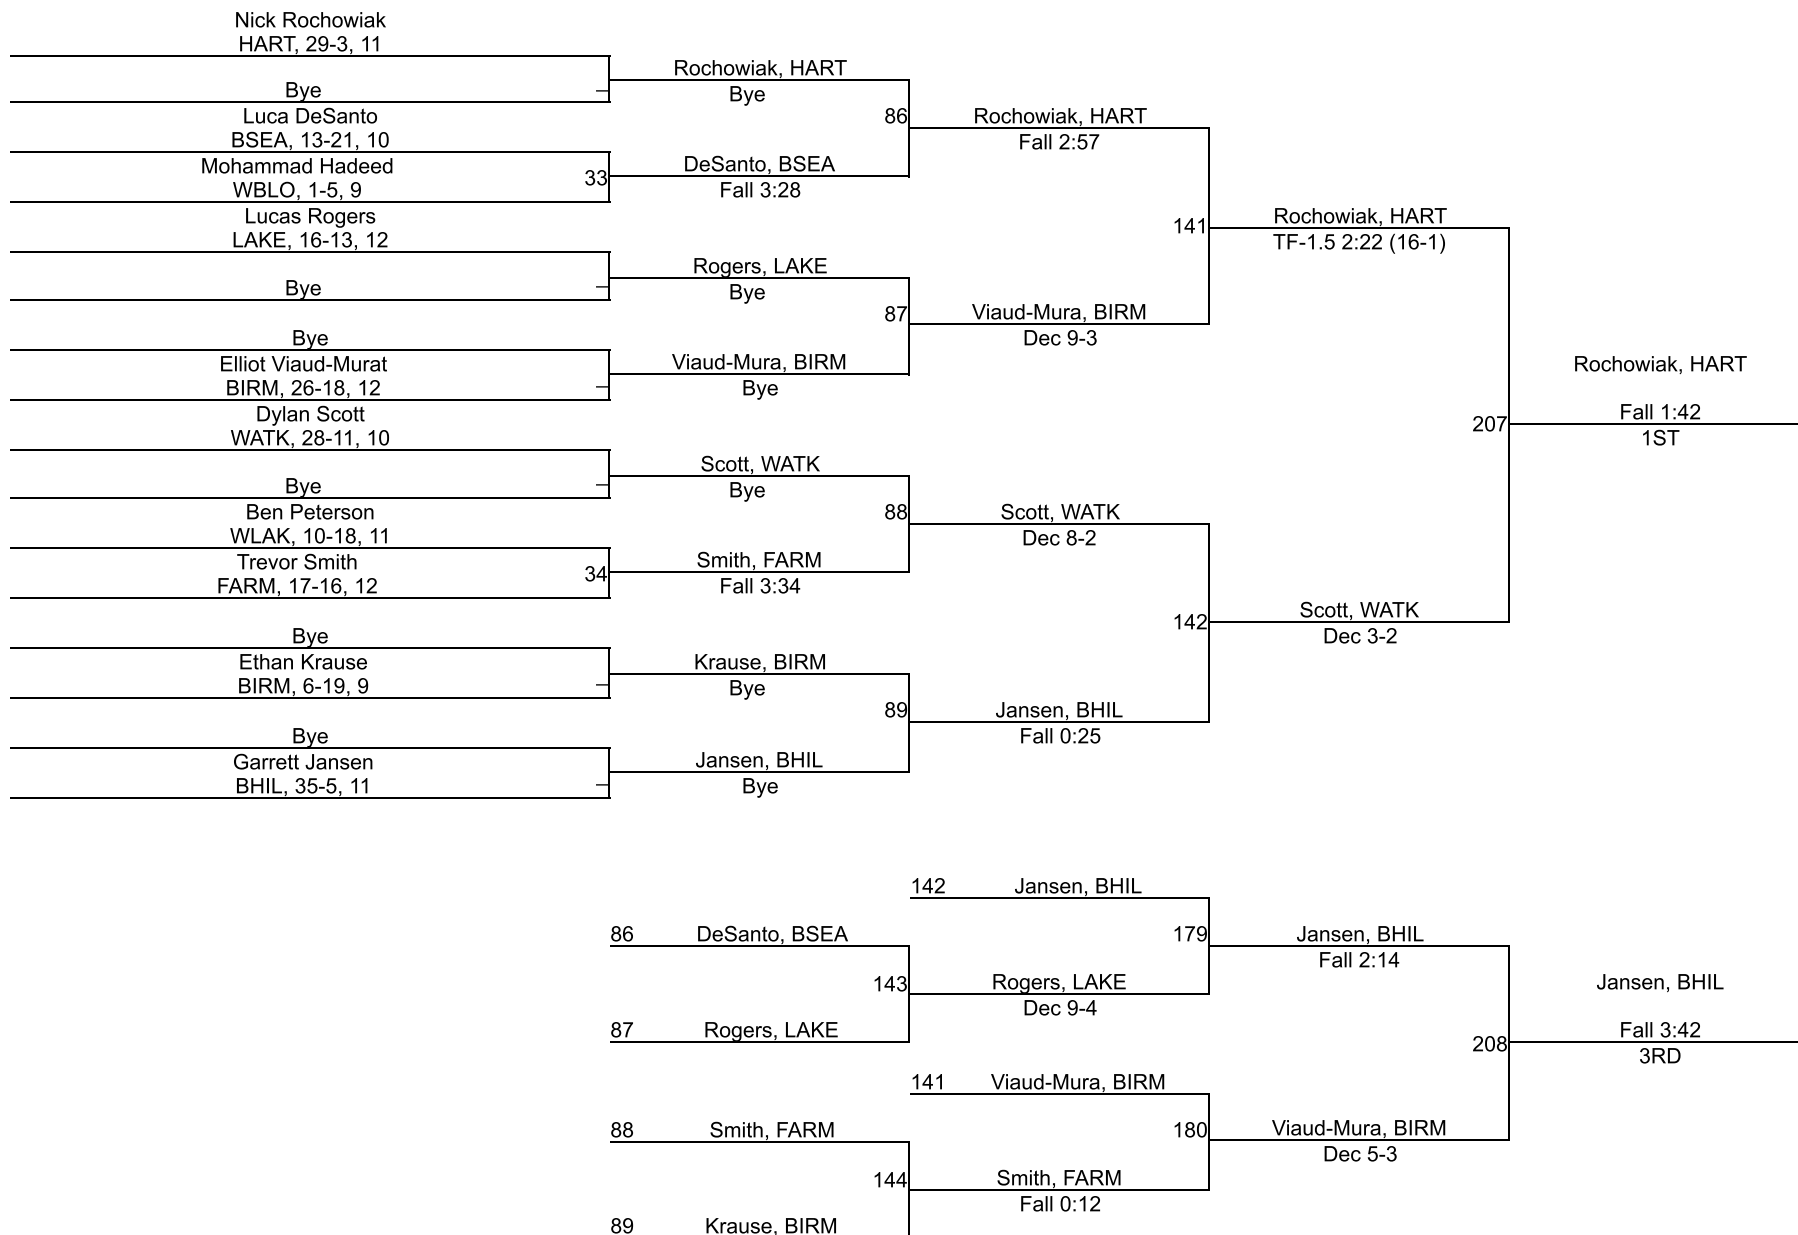 Nick Rochowiak
HART, 29-3, 11
Bye
Luca DeSanto
BSEA, 13-21, 10
Mohammad Hadeed
WBLO, 1-5, 9
33
Lucas Rogers
LAKE, 16-13, 12
Bye
Bye
Elliot Viaud-Murat
BIRM, 26-18, 12
Dylan Scott
WATK, 28-11, 10
Bye
Ben Peterson
WLAK, 10-18, 11
Trevor Smith
FARM, 17-16, 12
34
Bye
Ethan Krause
BIRM, 6-19, 9
Bye
Garrett Jansen
BHIL, 35-5, 11
Rochowiak, HART
Bye
86
DeSanto, BSEA
Fall 3:28
Rogers, LAKE
Bye
87
Viaud-Mura, BIRM
Bye
Scott, WATK
Bye
88
Smith, FARM
Fall 3:34
Krause, BIRM
Bye
89
Jansen, BHIL
Bye
Rochowiak, HART
Fall 2:57
141
Viaud-Mura, BIRM
Dec 9-3
Scott, WATK
Dec 8-2
142
Jansen, BHIL
Fall 0:25
Rochowiak, HART
TF-1.5 2:22 (16-1)
207
Scott, WATK
Dec 3-2
Rochowiak, HART
Fall 1:42
1ST
142 Jansen, BHIL
86 DeSanto, BSEA
143
87 Rogers, LAKE
Rogers, LAKE
Dec 9-4
179
141 Viaud-Mura, BIRM
88 Smith, FARM
144
89 Krause, BIRM
Smith, FARM
Fall 0:12
180
Jansen, BHIL
Fall 2:14
208
Viaud-Mura, BIRM
Dec 5-3
Jansen, BHIL
Fall 3:42
3RD